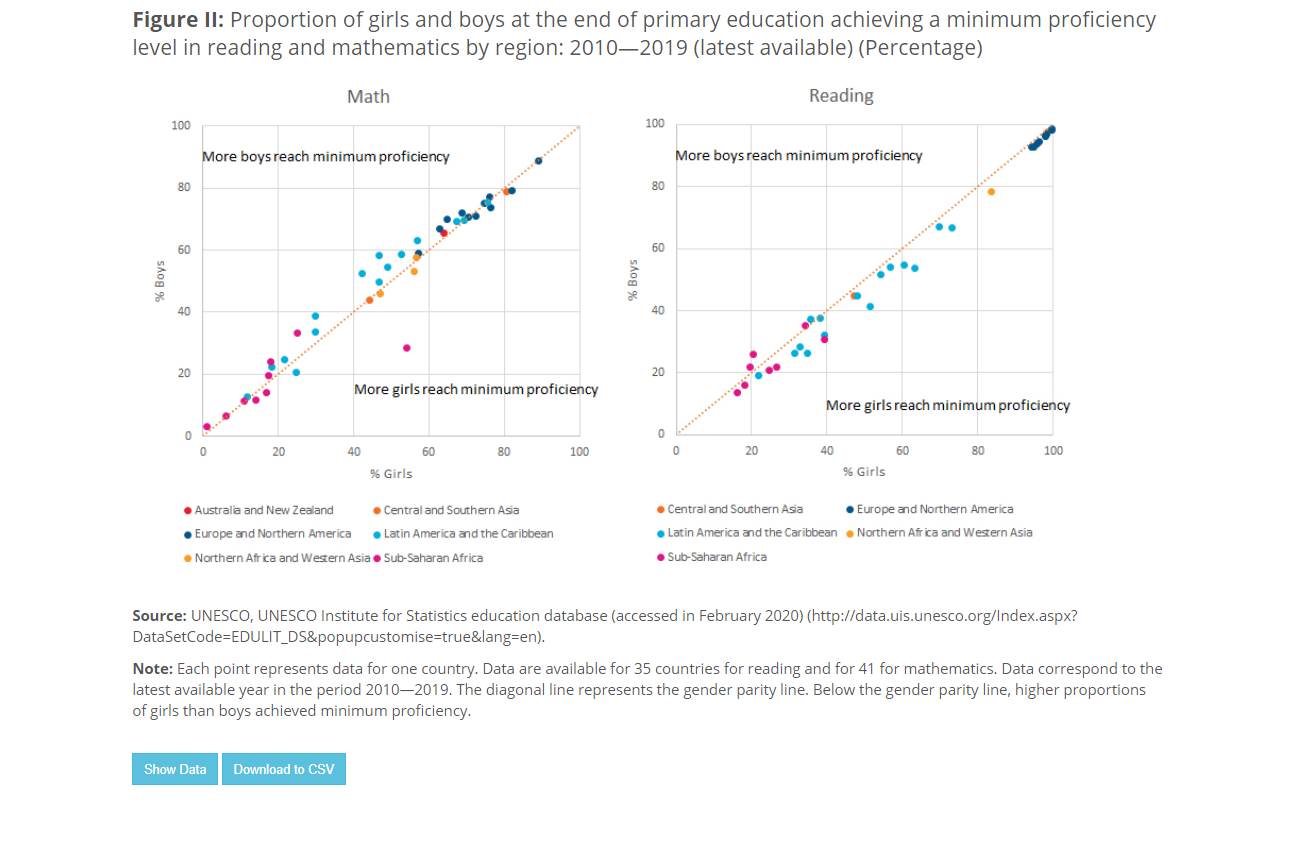 Figure II: Proportion of girls and boys at the end of primary education achieving a minimum proficiency
level in reading and mathematics by region: 2010—2019 (latest available) (Percentage)
Math
100
80
60
40
20
0
% Boys
More boys reach minimum proficiency
More girls reach minimum proficiency
0 20 40 60 80 100
% Girls
Australia and New Zealand Central and Southern Asia
Europe and Northern America Latin America and the Caribbean
Northern Africa and Western Asia Sub-Saharan Africa
Reading
100
80
60
40
20
0
% Boys
More boys reach minimum proficiency
More girls reach minimum proficiency
0 20 40 60 80 100
% Girls
Central and Southern Asia Europe and Northern America
Latin America and the Caribbean Northern Africa and Western Asia
Sub-Saharan Africa
Source: UNESCO, UNESCO Institute for Statistics education database (accessed in February 2020) (http://data.uis.unesco.org/Index.aspx?
DataSetCode=EDULIT_DS&popupcustomise=true&lang=en).
Note: Each point represents data for one country. Data are available for 35 countries for reading and for 41 for mathematics. Data correspond to the
latest available year in the period 2010—2019. The diagonal line represents the gender parity line. Below the gender parity line, higher proportions
of girls than boys achieved minimum proficiency.
Show Data Download to CSV